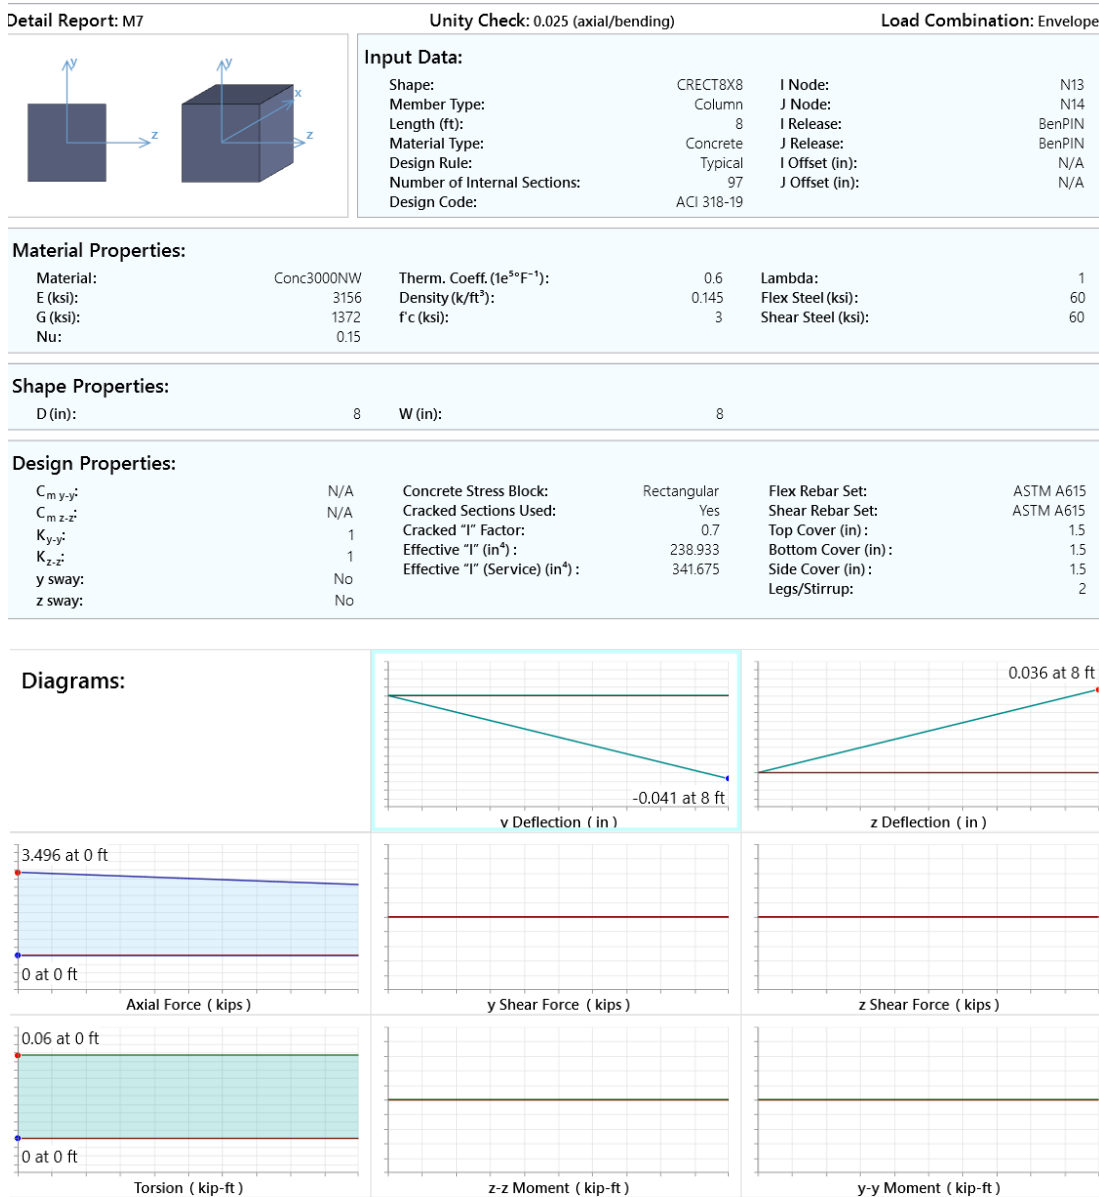 Detail Report: M7 Unity Check: 0.025 (axial/bending) Load Combination: Envelope
y y x z z
Input Data:
Shape: CRECT8X8 I Node: N13
Member Type: Column J Node: N14
Length (ft): 8 I Release: BenPIN
Material Type: Concrete J Release: BenPIN
Design Rule: Typical I Offset (in): N/A
Number of Internal Sections: 97 J Offset (in): N/A
Design Code: ACI 318-19
Material Properties:
Material: Conc3000NW Therm. Coeff. (1e⁵°F⁻¹): 0.6 Lambda: 1
E (ksi): 3156 Density (k/ft³): 0.145 Flex Steel (ksi): 60
G (ksi): 1372 f'c (ksi): 3 Shear Steel (ksi): 60
Nu: 0.15
Shape Properties:
D (in): 8 W (in): 8
Design Properties:
C m y-y: N/A Concrete Stress Block: Rectangular Flex Rebar Set: ASTM A615
C m z-z: N/A Cracked Sections Used: Yes Shear Rebar Set: ASTM A615
K y-y: 1 Cracked "I" Factor: 0.7 Top Cover (in): 1.5
K z-z: 1 Effective "I" (in⁴): 238.933 Bottom Cover (in): 1.5
y sway: No Effective "I" (Service) (in⁴): 341.675 Side Cover (in): 1.5
z sway: No Legs/Stirrup: 2
Diagrams:
-0.041 at 8 ft
y Deflection ( in )
0.036 at 8 ft
z Deflection ( in )
3.496 at 0 ft
0 at 0 ft
Axial Force ( kips )
y Shear Force ( kips )
z Shear Force ( kips )
0.06 at 0 ft
0 at 0 ft
Torsion ( kip-ft )
z-z Moment ( kip-ft )
y-y Moment ( kip-ft )